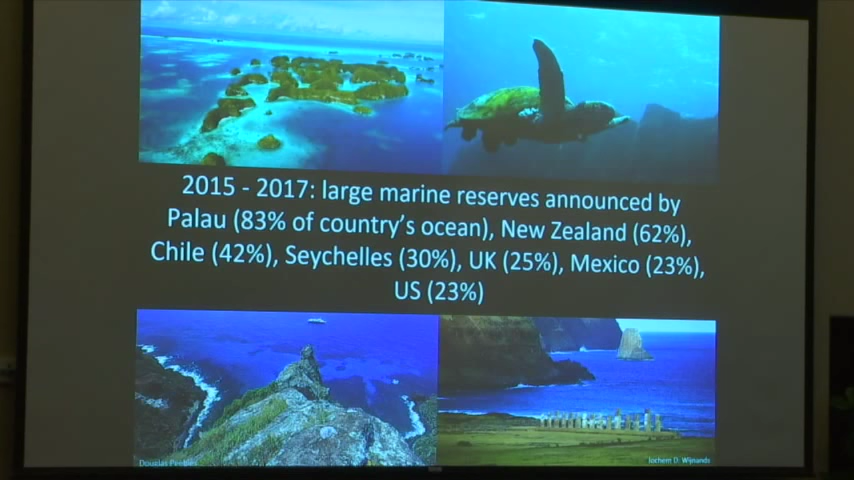 2015 - 2017: large marine reserves announced by
Palau (83% of country's ocean), New Zealand (62%),
Chile (42%), Seychelles (30%), UK (25%), Mexico (23%),
US (23%)
Douglas Peebles
Jochem D. Wijnands